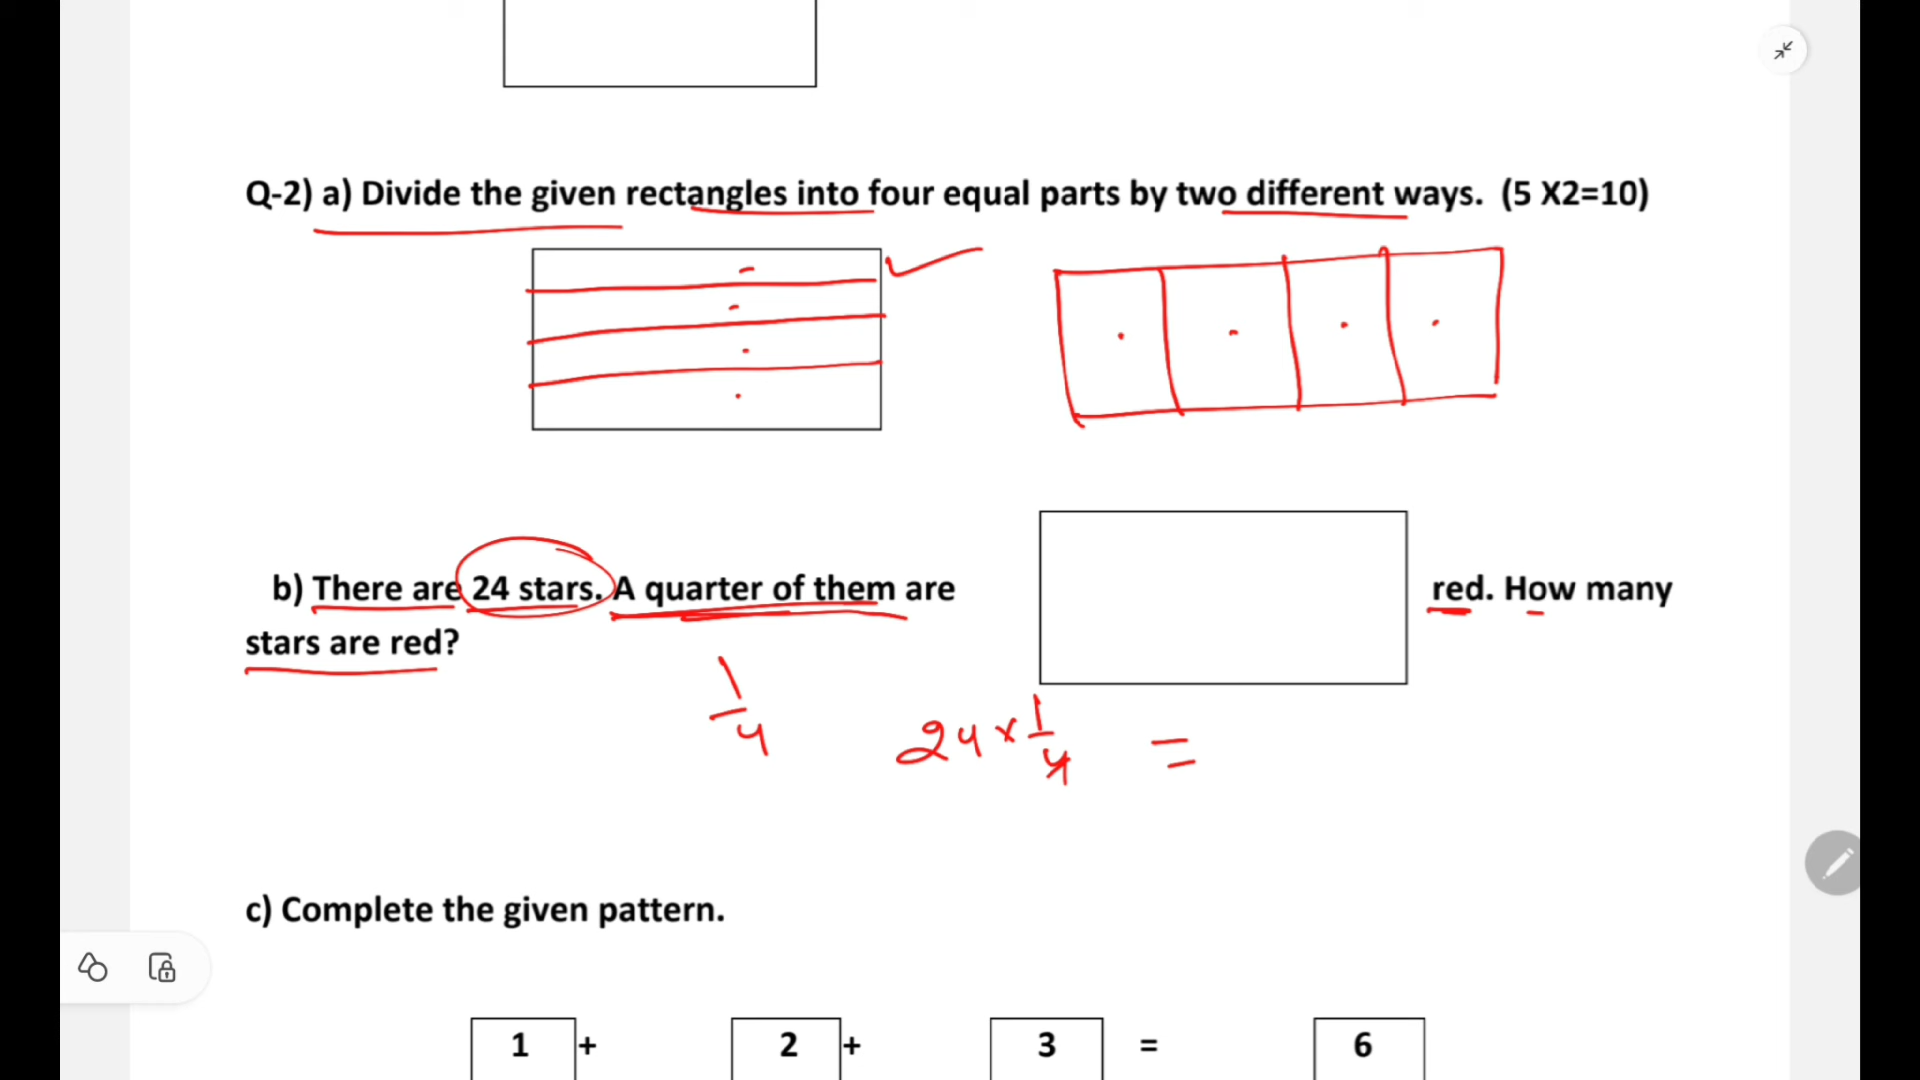 Q-2) a) Divide the given rectangles into four equal parts by two different ways. (5 X2=10)
b) There are 24 stars. A quarter of them are red. How many
stars are red?
1/4 24 x 1/4 =
c) Complete the given pattern.
1 + 2 + 3 = 6